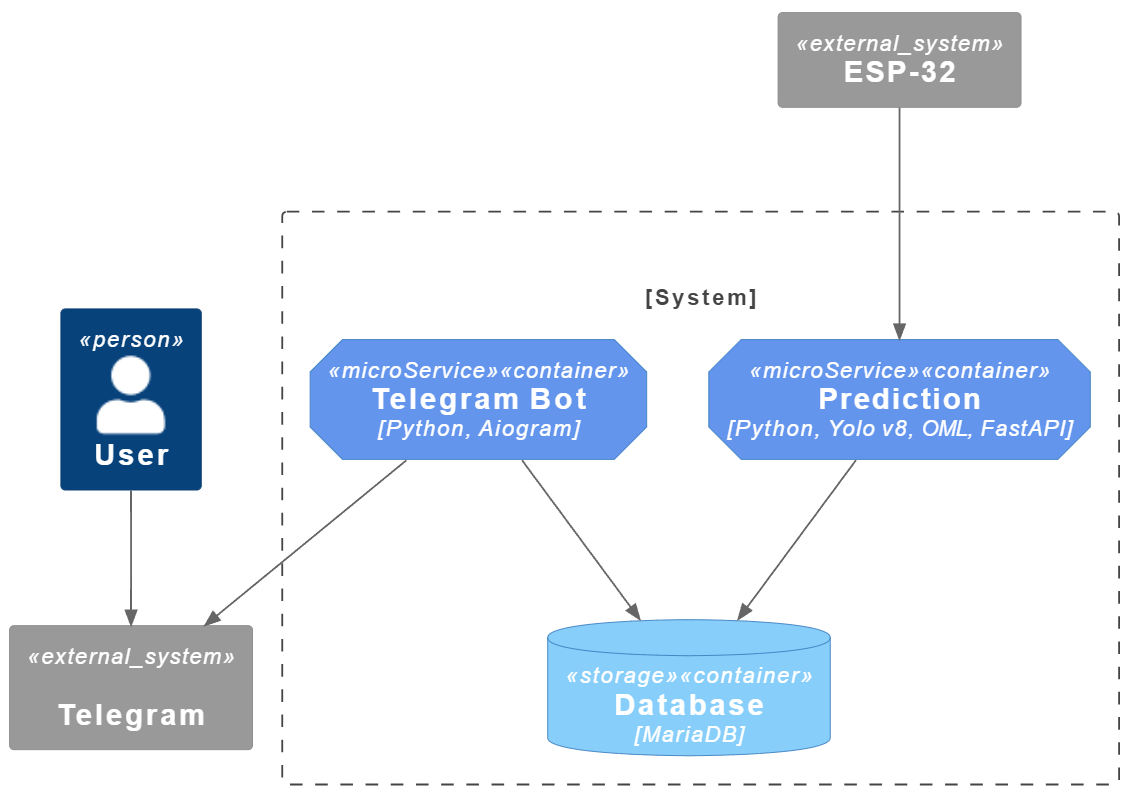 «external_system»
ESP-32
[System]
«person»
User
«microService»«container»
Telegram Bot
[Python, Aiogram]
«microService»«container»
Prediction
[Python, Yolo v8, OML, FastAPI]
«external_system»
Telegram
«storage»«container»
Database
[MariaDB]